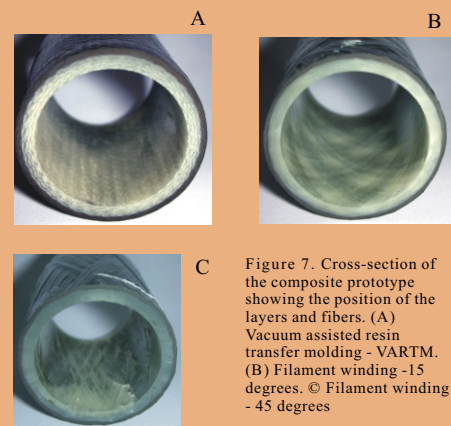 A
B
C
Figure 7. Cross-section of
the composite prototype
showing the position of the
layers and fibers. (A)
Vacuum assisted resin
transfer molding - VARTM.
(B) Filament winding -15
degrees. © Filament winding
- 45 degrees